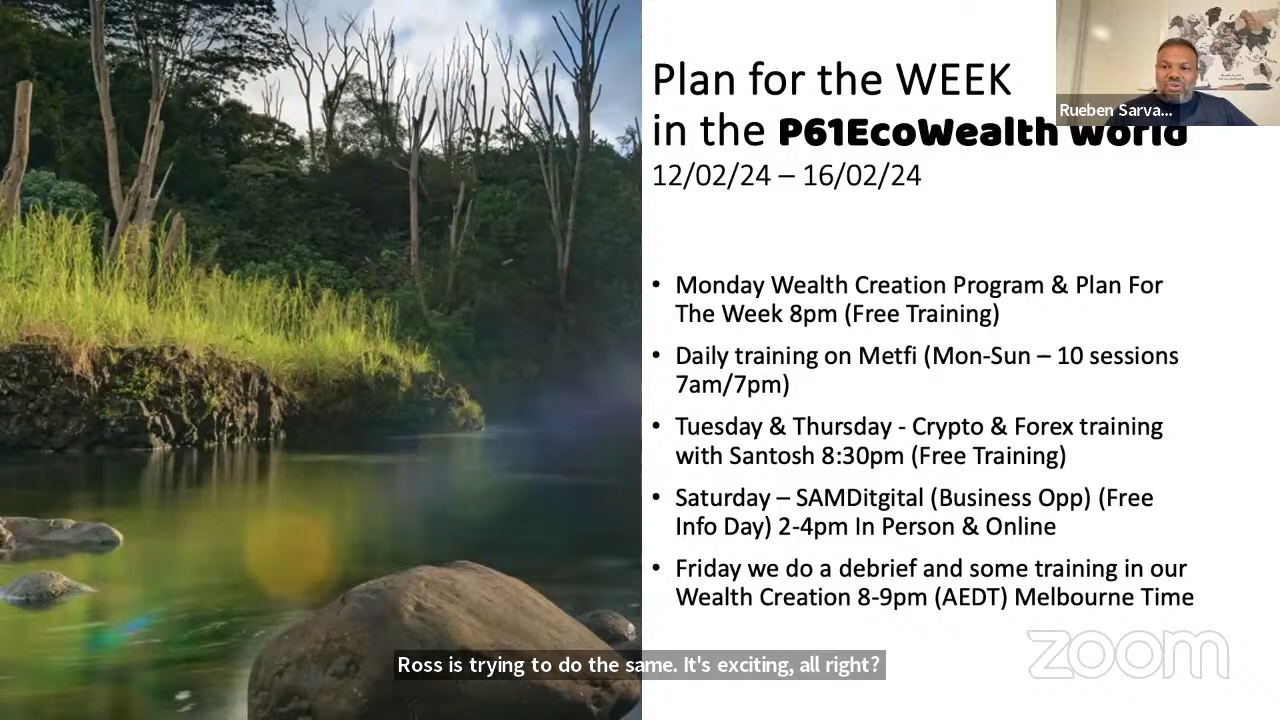 Plan for the WEEK
in the P61EcoWealth World
12/02/24 – 16/02/24
Rueben Sarva...
• Monday Wealth Creation Program & Plan For
The Week 8pm (Free Training)
• Daily training on Metfi (Mon-Sun – 10 sessions
7am/7pm)
• Tuesday & Thursday - Crypto & Forex training
with Santosh 8:30pm (Free Training)
• Saturday – SAMDitgital (Business Opp) (Free
Info Day) 2-4pm In Person & Online
• Friday we do a debrief and some training in our
Wealth Creation 8-9pm (AEDT) Melbourne Time
zoom
Ross is trying to do the same. It's exciting, all right?